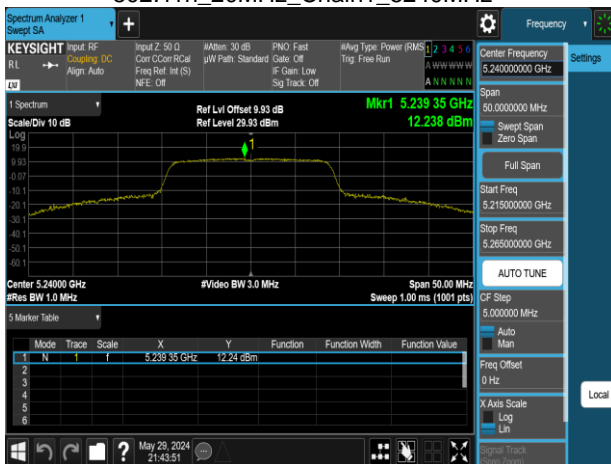 Spectrum Analyzer 1
Swept SA
+
Frequency
KEYSIGHT
Input: RF
Coupling: DC
Align: Auto
Input Z: 50 Ω
Corr CCorr RCal
Freq Ref: Int (S)
NFE: Off
#Atten: 30 dB
µW Path: Standard
PNO: Fast
Gate: Off
IF Gain: Low
Sig Track: Off
#Avg Type: Power (RMS
Trig: Free Run
1 2 3 4 5 6
A W W W W W
A N N N N N
RL
LXI
1 Spectrum
Scale/Div 10 dB
Ref Lvl Offset 9.93 dB
Ref Level 29.93 dBm
Mkr1 5.239 35 GHz
12.238 dBm
Log
19.9
9.93
-0.07
-10.1
-20.1
-30.1
-40.1
-50.1
-60.1
1
Center 5.24000 GHz
#Res BW 1.0 MHz
#Video BW 3.0 MHz
Span 50.00 MHz
Sweep 1.00 ms (1001 pts)
5 Marker Table
Mode Trace Scale X Y Function Function Width Function Value
1 N 1 f 5.239 35 GHz 12.24 dBm
2
3
4
5
6
May 29, 2024
21:43:51
?
Center Frequency
5.240000000 GHz
Span
50.0000000 MHz
Swept Span
Zero Span
Full Span
Start Freq
5.215000000 GHz
Stop Freq
5.265000000 GHz
AUTO TUNE
CF Step
5.000000 MHz
Auto
Man
Freq Offset
0 Hz
X Axis Scale
Log
Lin
Signal Track
(Span Zoom)
Settings
Local